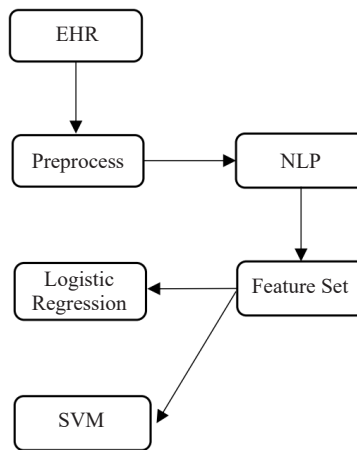 EHR
Preprocess
NLP
Logistic
Regression
Feature Set
SVM